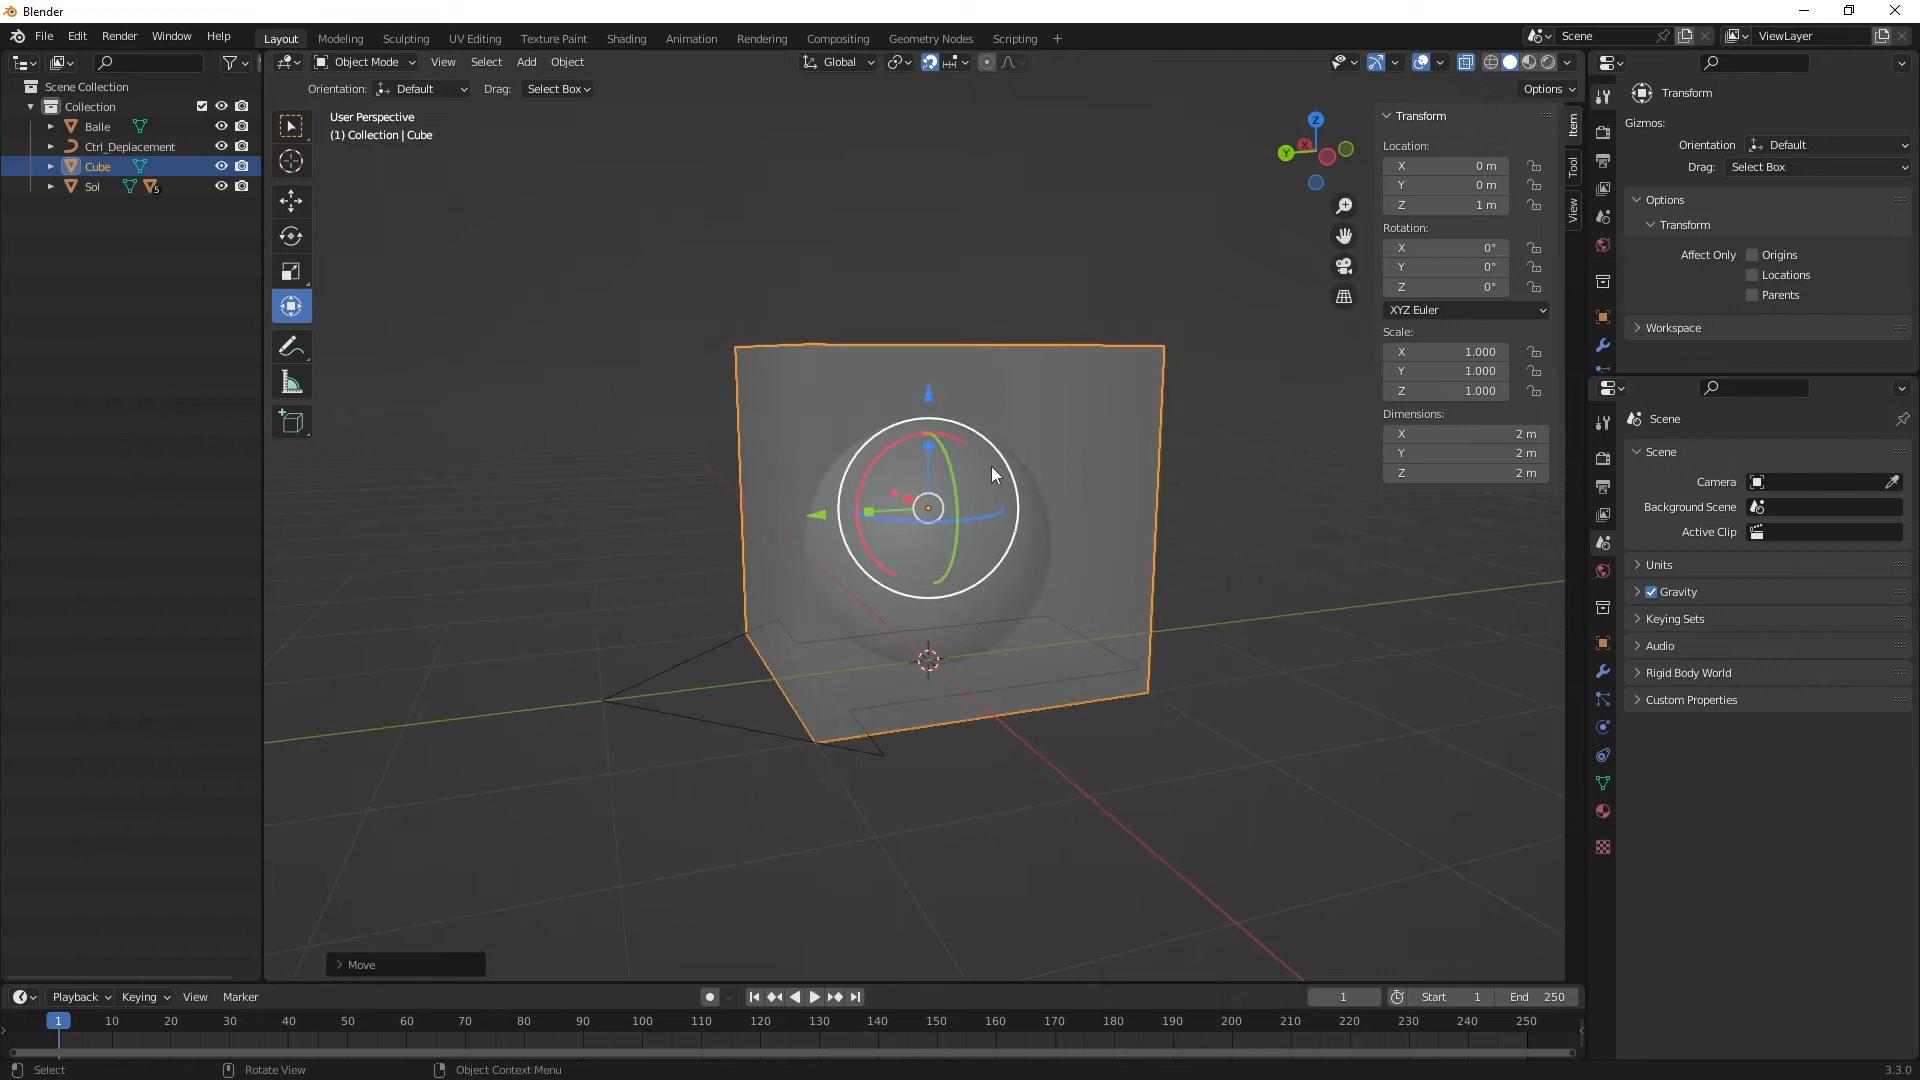 Blender
File Edit Render Window Help
Layout Modeling Sculpting UV Editing Texture Paint Shading Animation Rendering Compositing Geometry Nodes Scripting +
Scene
ViewLayer
Object Mode View Select Add Object
Global
Orientation: Default Drag: Select Box
Options
Scene Collection
Collection
Balle
Ctrl_Deplacement
Cube
Sol
5
User Perspective
(1) Collection | Cube
Z
Y
X
Transform
Location:
X 0 m
Y 0 m
Z 1 m
Rotation:
X 0°
Y 0°
Z 0°
XYZ Euler
Scale:
X 1.000
Y 1.000
Z 1.000
Dimensions:
X 2 m
Y 2 m
Z 2 m
Item
Tool
View
Move
Transform
Gizmos:
Orientation Default
Drag: Select Box
Options
Transform
Affect Only Origins
Locations
Parents
Workspace
Scene
Scene
Camera
Background Scene
Active Clip
Units
Gravity
Keying Sets
Audio
Rigid Body World
Custom Properties
Playback Keying View Marker
1
Start 1
End 250
1 10 20 30 40 50 60 70 80 90 100 110 120 130 140 150 160 170 180 190 200 210 220 230 240 250
Select
Rotate View
Object Context Menu
3.3.0